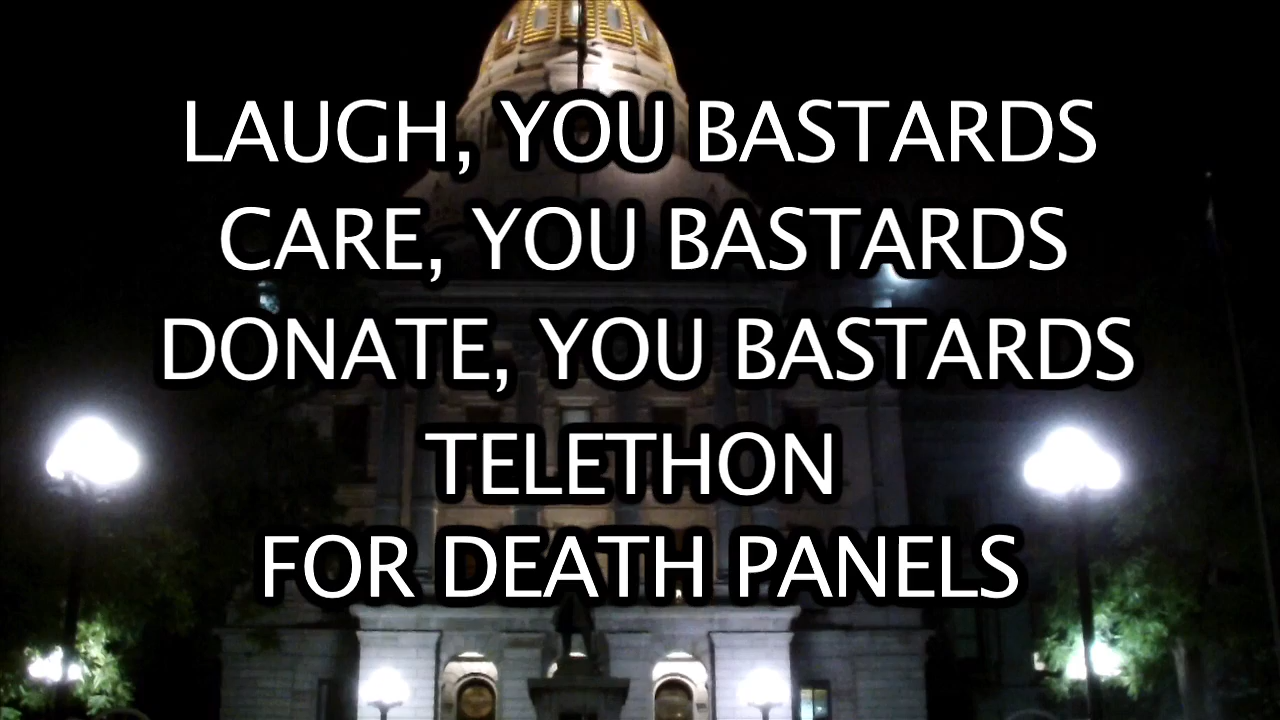 LAUGH, YOU BASTARDS
CARE, YOU BASTARDS
DONATE, YOU BASTARDS
TELETHON
FOR DEATH PANELS